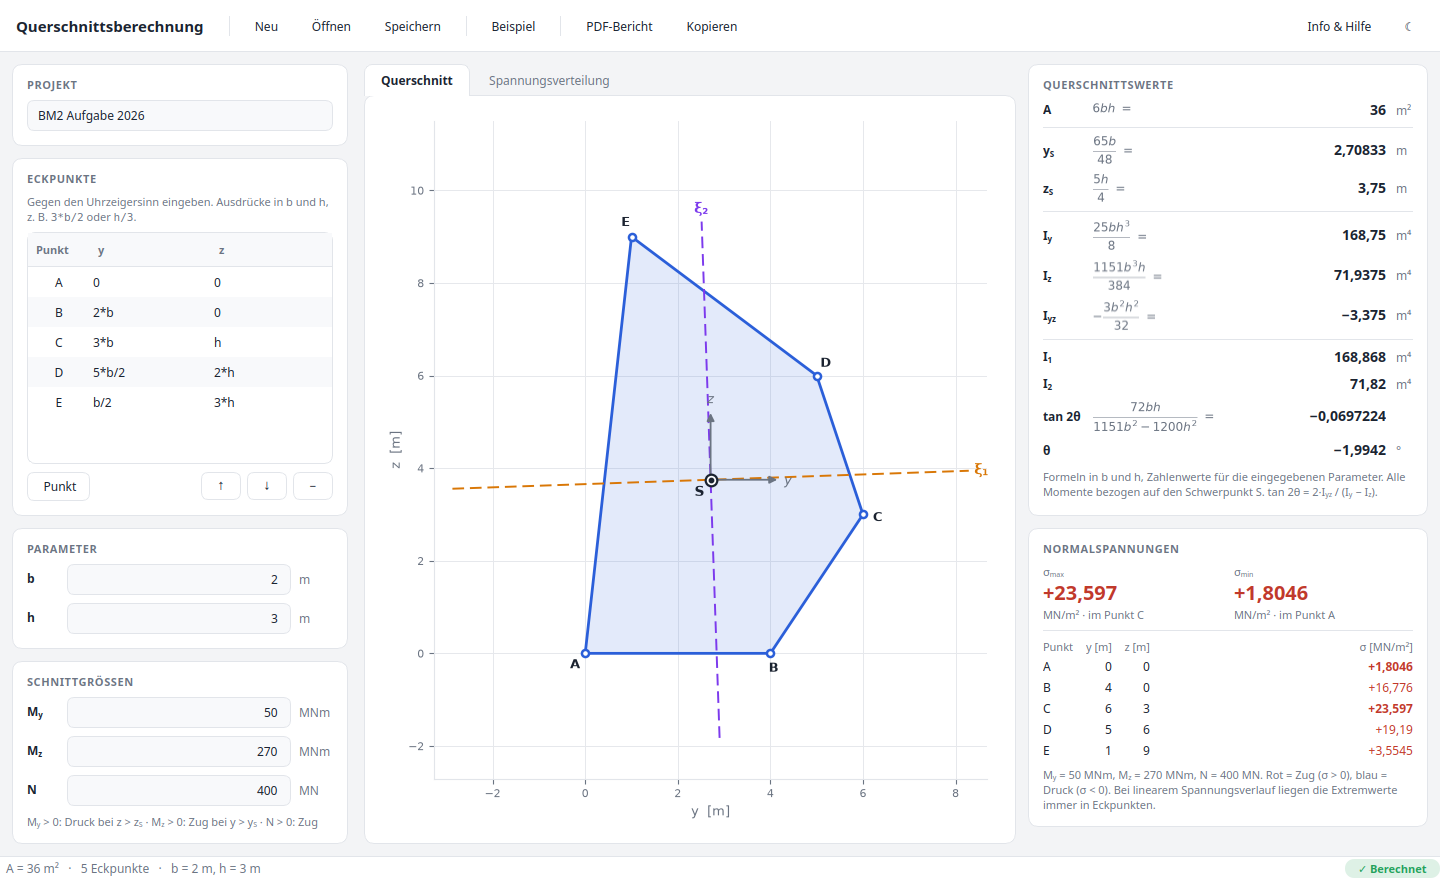 Querschnittsberechnung Neu Öffnen Speichern Beispiel PDF-Bericht Kopieren Info & Hilfe ☾
PROJEKT
BM2 Aufgabe 2026
ECKPUNKTE
Gegen den Uhrzeigersinn eingeben. Ausdrücke in b und h,
z. B. 3*b/2 oder h/3.
Punkt y z
A 0 0
B 2*b 0
C 3*b h
D 5*b/2 2*h
E b/2 3*h
Punkt ↑ ↓ −
PARAMETER
b 2 m
h 3 m
SCHNITTGRÖSSEN
My 50 MNm
Mz 270 MNm
N 400 MN
My > 0: Druck bei z > zS · Mz > 0: Zug bei y > yS · N > 0: Zug
Querschnitt Spannungsverteilung
10
8
6
4
2
0
−2
z [m]
−2 0 2 4 6 8
y [m]
E
ξ₂
D
z
ξ₁
S
y
C
A
B
QUERSCHNITTSWERTE
A 6bh = 36 m²
yS 65b/48 = 2,70833 m
zS 5h/4 = 3,75 m
Iy 25bh³/8 = 168,75 m⁴
Iz 1151b³h/384 = 71,9375 m⁴
Iyz −3b²h²/32 = −3,375 m⁴
I₁ 168,868 m⁴
I₂ 71,82 m⁴
tan 2θ 72bh/(1151b² − 1200h²) = −0,0697224
θ −1,9942 °
Formeln in b und h, Zahlenwerte für die eingegebenen Parameter. Alle
Momente bezogen auf den Schwerpunkt S. tan 2θ = 2·Iyz / (Iy − Iz).
NORMALSPANNUNGEN
σmax σmin
+23,597 +1,8046
MN/m² · im Punkt C MN/m² · im Punkt A
Punkt y [m] z [m] σ [MN/m²]
A 0 0 +1,8046
B 4 0 +16,776
C 6 3 +23,597
D 5 6 +19,19
E 1 9 +3,5545
My = 50 MNm, Mz = 270 MNm, N = 400 MN. Rot = Zug (σ > 0), blau =
Druck (σ < 0). Bei linearem Spannungsverlauf liegen die Extremwerte
immer in Eckpunkten.
A = 36 m² · 5 Eckpunkte · b = 2 m, h = 3 m ✓ Berechnet